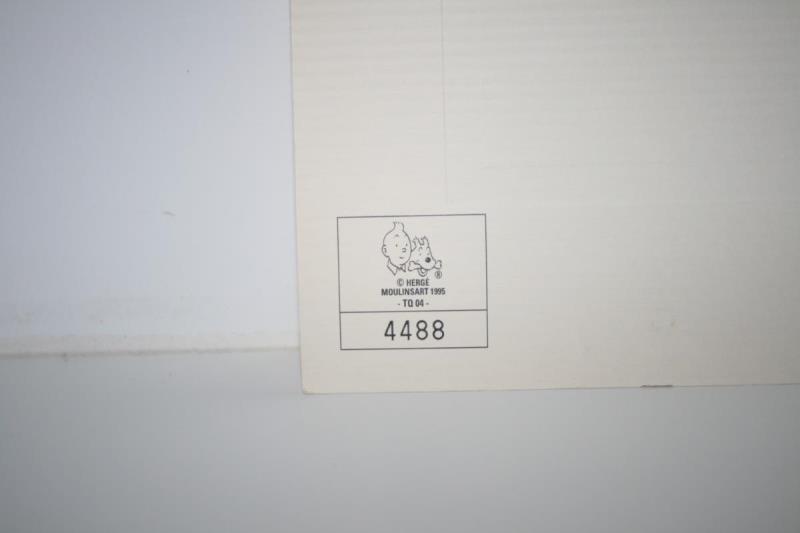 ®
© HERGÉ
MOULINSART 1995
- TQ 04 -
4488